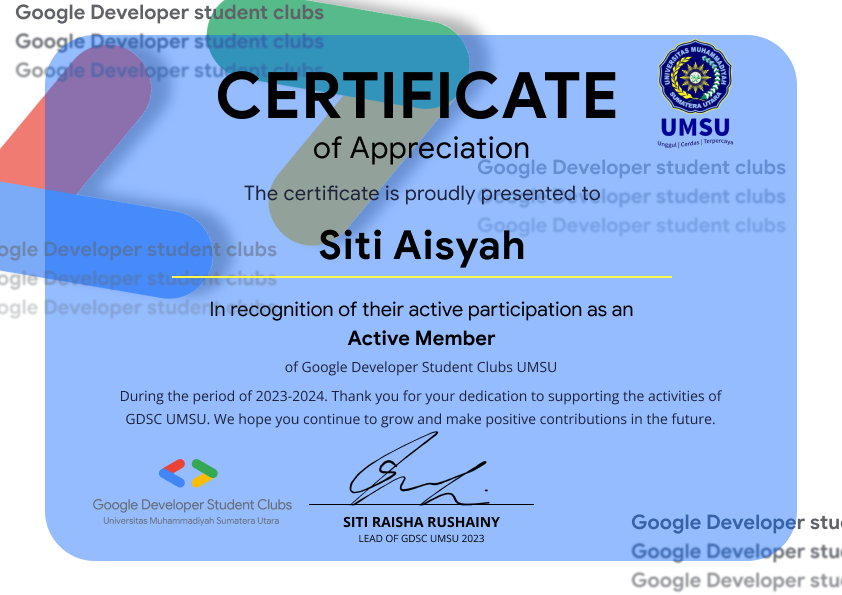 Google Developer student clubs
Google Developer student clubs
Google Developer student clubs
UNIVERSITAS MUHAMMADIYAH
SUMATERA UTARA
UMSU
Unggul | Cerdas | Terpercaya
CERTIFICATE
of Appreciation
Google Developer student clubs
Google Developer student clubs
Google Developer student clubs
The certificate is proudly presented to
Siti Aisyah
ogle Developer student clubs
ogle Developer student clubs
ogle Developer student clubs
In recognition of their active participation as an
Active Member
of Google Developer Student Clubs UMSU
During the period of 2023-2024. Thank you for your dedication to supporting the activities of
GDSC UMSU. We hope you continue to grow and make positive contributions in the future.
Google Developer Student Clubs
Universitas Muhammadiyah Sumatera Utara
SITI RAISHA RUSHAINY
LEAD OF GDSC UMSU 2023
Google Developer stu
Google Developer stu
Google Developer stu